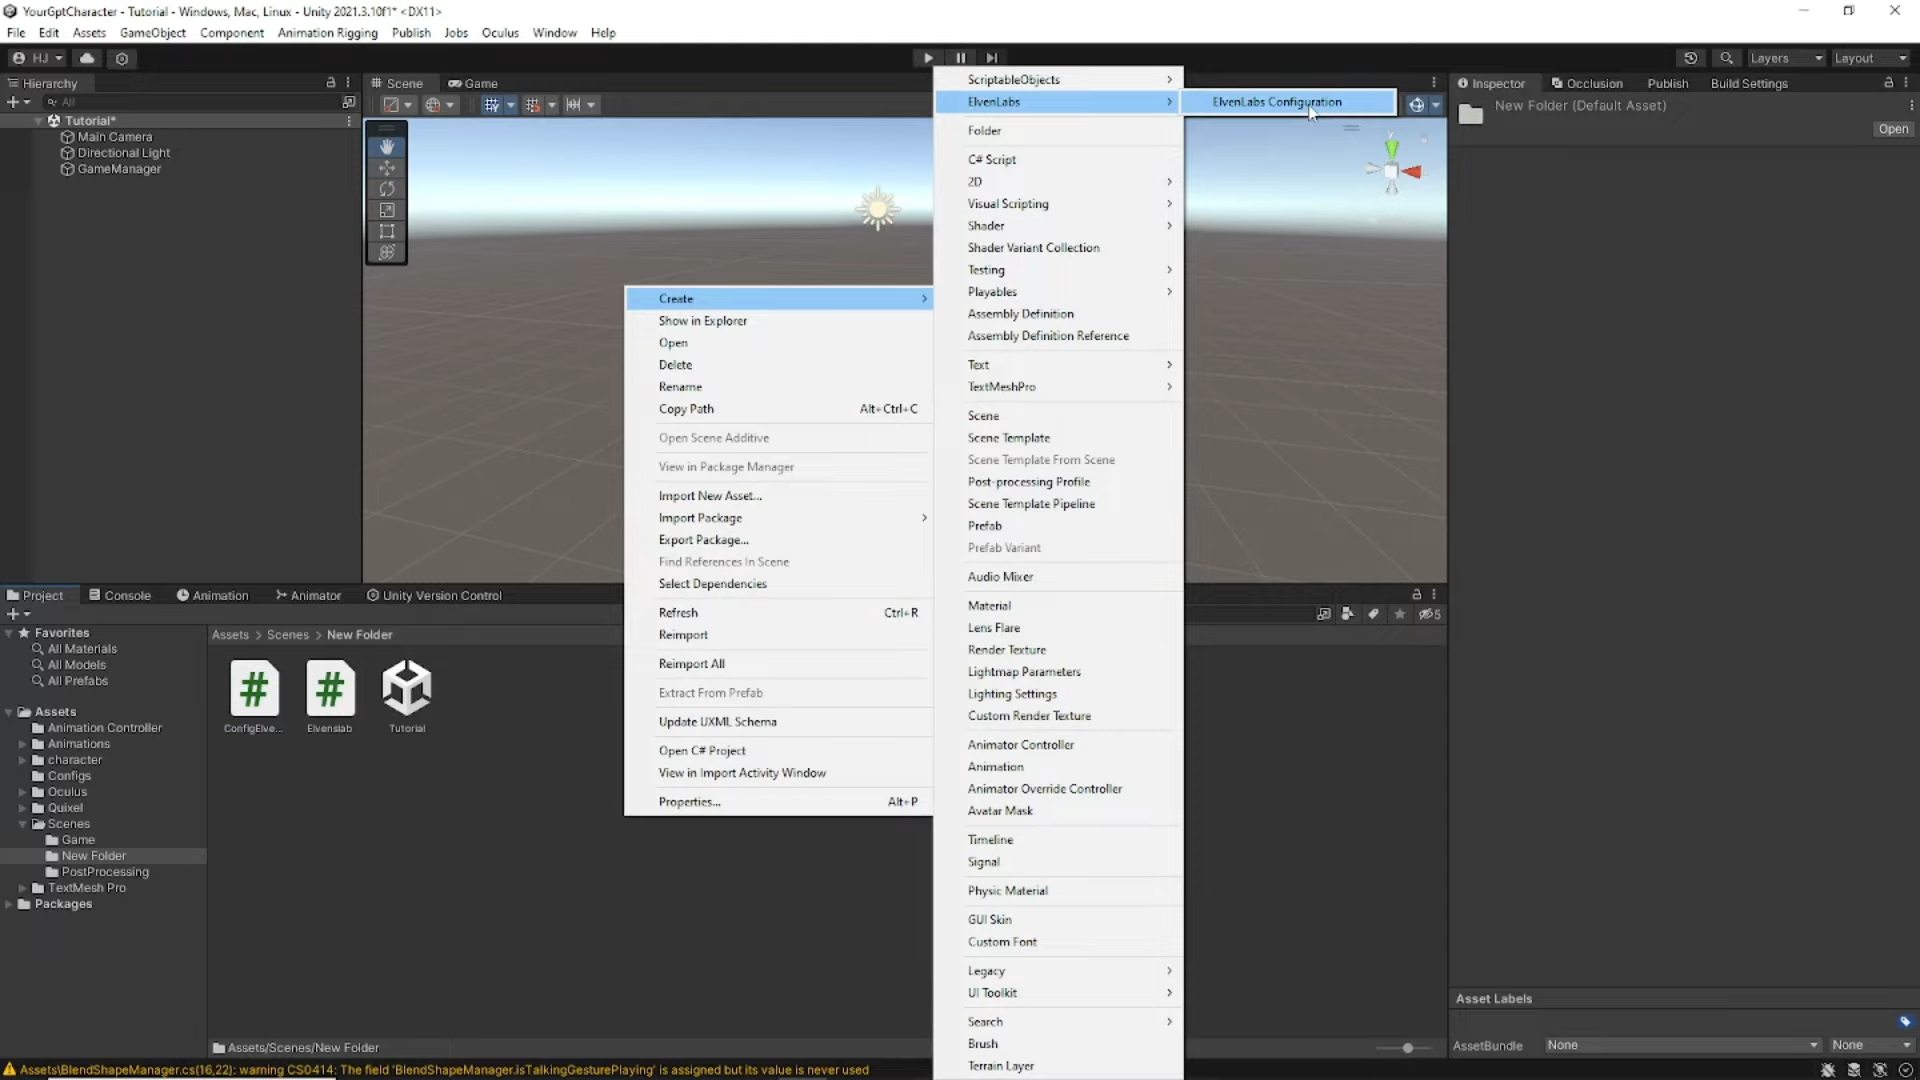 YourGptCharacter - Tutorial - Windows, Mac, Linux - Unity 2021.3.10f1* <DX11>
File Edit Assets GameObject Component Animation Rigging Publish Jobs Oculus Window Help
HJ
Layers
Layout
Hierarchy
All
Tutorial*
Main Camera
Directional Light
GameManager
Scene
Game
Create
Show in Explorer
Open
Delete
Rename
Copy Path Alt+Ctrl+C
Open Scene Additive
View in Package Manager
Import New Asset...
Import Package
Export Package...
Find References In Scene
Select Dependencies
Refresh Ctrl+R
Reimport
Reimport All
Extract From Prefab
Update UXML Schema
Open C# Project
View in Import Activity Window
Properties... Alt+P
ScriptableObjects
ElvenLabs
Folder
C# Script
2D
Visual Scripting
Shader
Shader Variant Collection
Testing
Playables
Assembly Definition
Assembly Definition Reference
Text
TextMeshPro
Scene
Scene Template
Scene Template From Scene
Post-processing Profile
Scene Template Pipeline
Prefab
Prefab Variant
Audio Mixer
Material
Lens Flare
Render Texture
Lightmap Parameters
Lighting Settings
Custom Render Texture
Animator Controller
Animation
Animator Override Controller
Avatar Mask
Timeline
Signal
Physic Material
GUI Skin
Custom Font
Legacy
UI Toolkit
Search
Brush
Terrain Layer
ElvenLabs Configuration
Inspector
Occlusion
Publish
Build Settings
New Folder (Default Asset)
Open
Project
Console
Animation
Animator
Unity Version Control
5
Favorites
All Materials
All Models
All Prefabs
Assets
Animation Controller
Animations
character
Configs
Oculus
Quixel
Scenes
Game
New Folder
PostProcessing
TextMesh Pro
Packages
Assets > Scenes > New Folder
ConfigElve...
Elvenslab
Tutorial
Assets/Scenes/New Folder
Asset Labels
AssetBundle None None
Assets\BlendShapeManager.cs(16,22): warning CS0414: The field 'BlendShapeManager.isTalkingGesturePlaying' is assigned but its value is never used